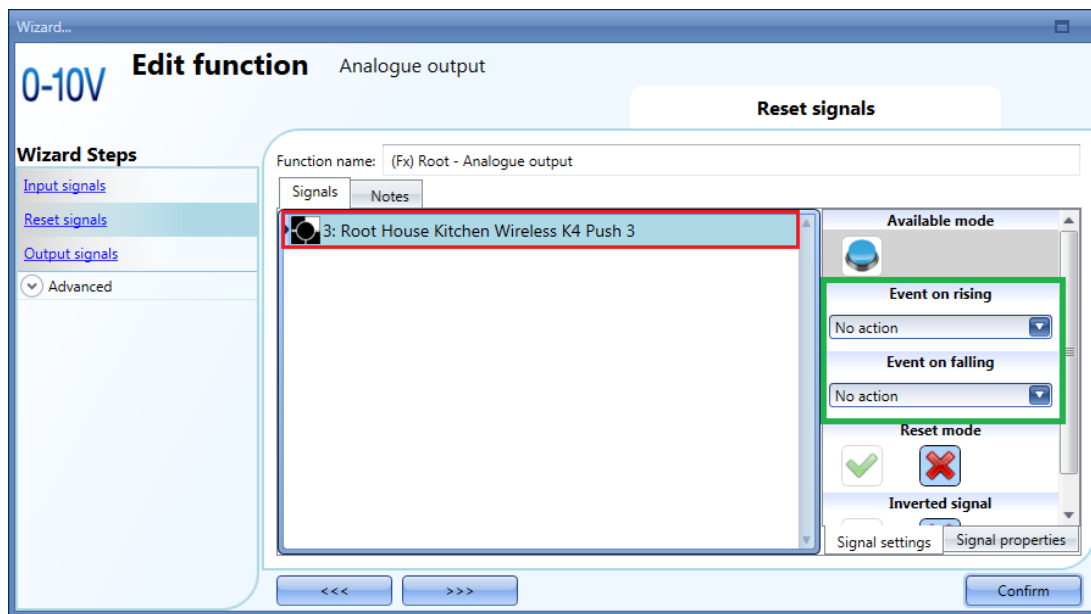 Wizard...
0-10V
Edit function Analogue output
Reset signals
Wizard Steps
Input signals
Reset signals
Output signals
Advanced
Function name: (Fx) Root - Analogue output
Signals Notes
3: Root House Kitchen Wireless K4 Push 3
Available mode
Event on rising
No action
Event on falling
No action
Reset mode
Inverted signal
Signal settings Signal properties
<<< >>> Confirm